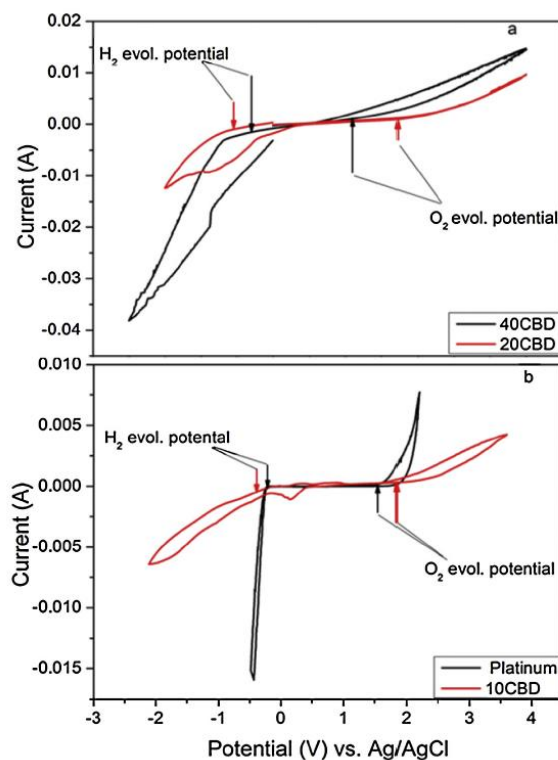 a
0.02
H2 evol. potential
0.01
0.00
-0.01
O2 evol. potential
-0.02
-0.03
-0.04
Current (A)
40CBD
20CBD
b
0.010
H2 evol. potential
0.005
0.000
-0.005
O2 evol. potential
-0.010
-0.015
Current (A)
Platinum
10CBD
-3 -2 -1 0 1 2 3 4
Potential (V) vs. Ag/AgCl